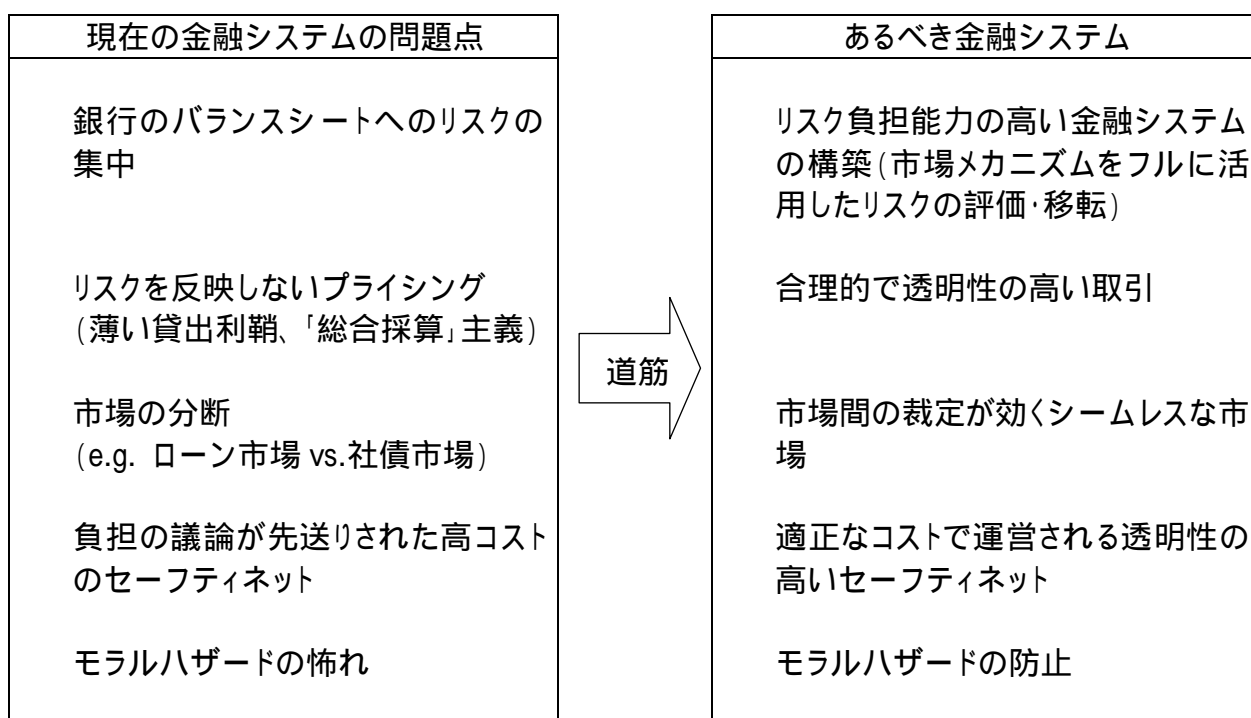 現在の金融システムの問題点
銀行のバランスシートへのリスクの
集中
リスクを反映しないプライシング
(薄い貸出利鞘、「総合採算」主義)
市場の分断
(e.g. ローン市場 vs.社債市場)
負担の議論が先送りされた高コスト
のセーフティネット
モラルハザードの怖れ
道筋
あるべき金融システム
リスク負担能力の高い金融システム
の構築(市場メカニズムをフルに活
用したリスクの評価・移転)
合理的で透明性の高い取引
市場間の裁定が効くシームレスな市
場
適正なコストで運営される透明性の
高いセーフティネット
モラルハザードの防止